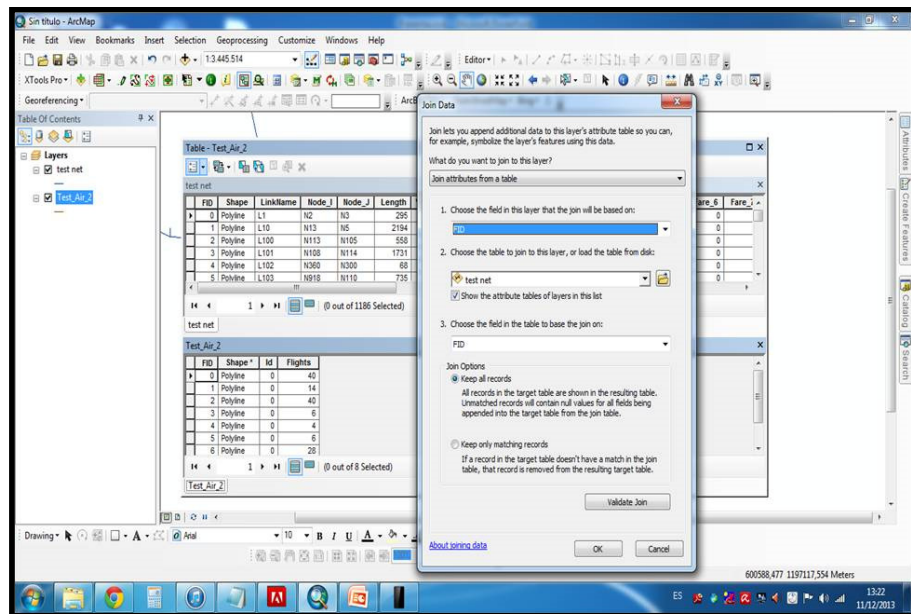 Sin título - ArcMap
File Edit View Bookmarks Insert Selection Geoprocessing Customize Windows Help
1:3.445.514
Editor
XTools Pro
Georeferencing
Table Of Contents
Layers
test net
Test_Air_2
Table - Test_Air_2
test net
FID Shape LinkName Node_I Node_J Length
0 Polyline L1 N2 N3 295
1 Polyline L10 N13 N5 2194
2 Polyline L100 N113 N105 558
3 Polyline L101 N108 N114 1731
4 Polyline L102 N360 N300 68
5 Polyline L103 N918 N110 735
are_6 Fare_
0
0
0
0
0
0
1 (0 out of 1186 Selected)
test net
Test_Air_2
FID Shape * Id Flights
0 Polyline 0 40
1 Polyline 0 14
2 Polyline 0 40
3 Polyline 0 6
4 Polyline 0 4
5 Polyline 0 6
6 Polyline 0 28
1 (0 out of 8 Selected)
Test_Air_2
Join Data
Join lets you append additional data to this layer's attribute table so you can,
for example, symbolize the layer's features using this data.
What do you want to join to this layer?
Join attributes from a table
1. Choose the field in this layer that the join will be based on:
FID
2. Choose the table to join to this layer, or load the table from disk:
test net
Show the attribute tables of layers in this list
3. Choose the field in the table to base the join on:
FID
Join Options
Keep all records
All records in the target table are shown in the resulting table.
Unmatched records will contain null values for all fields being
appended into the target table from the join table.
Keep only matching records
If a record in the target table doesn't have a match in the join
table, that record is removed from the resulting target table.
Validate Join
About joining data
OK Cancel
Attributes
Create Features
Catalog
Search
Drawing
Arial 10 B I U A
600588,477 1197117,554 Meters
ES
13:22
11/12/2013